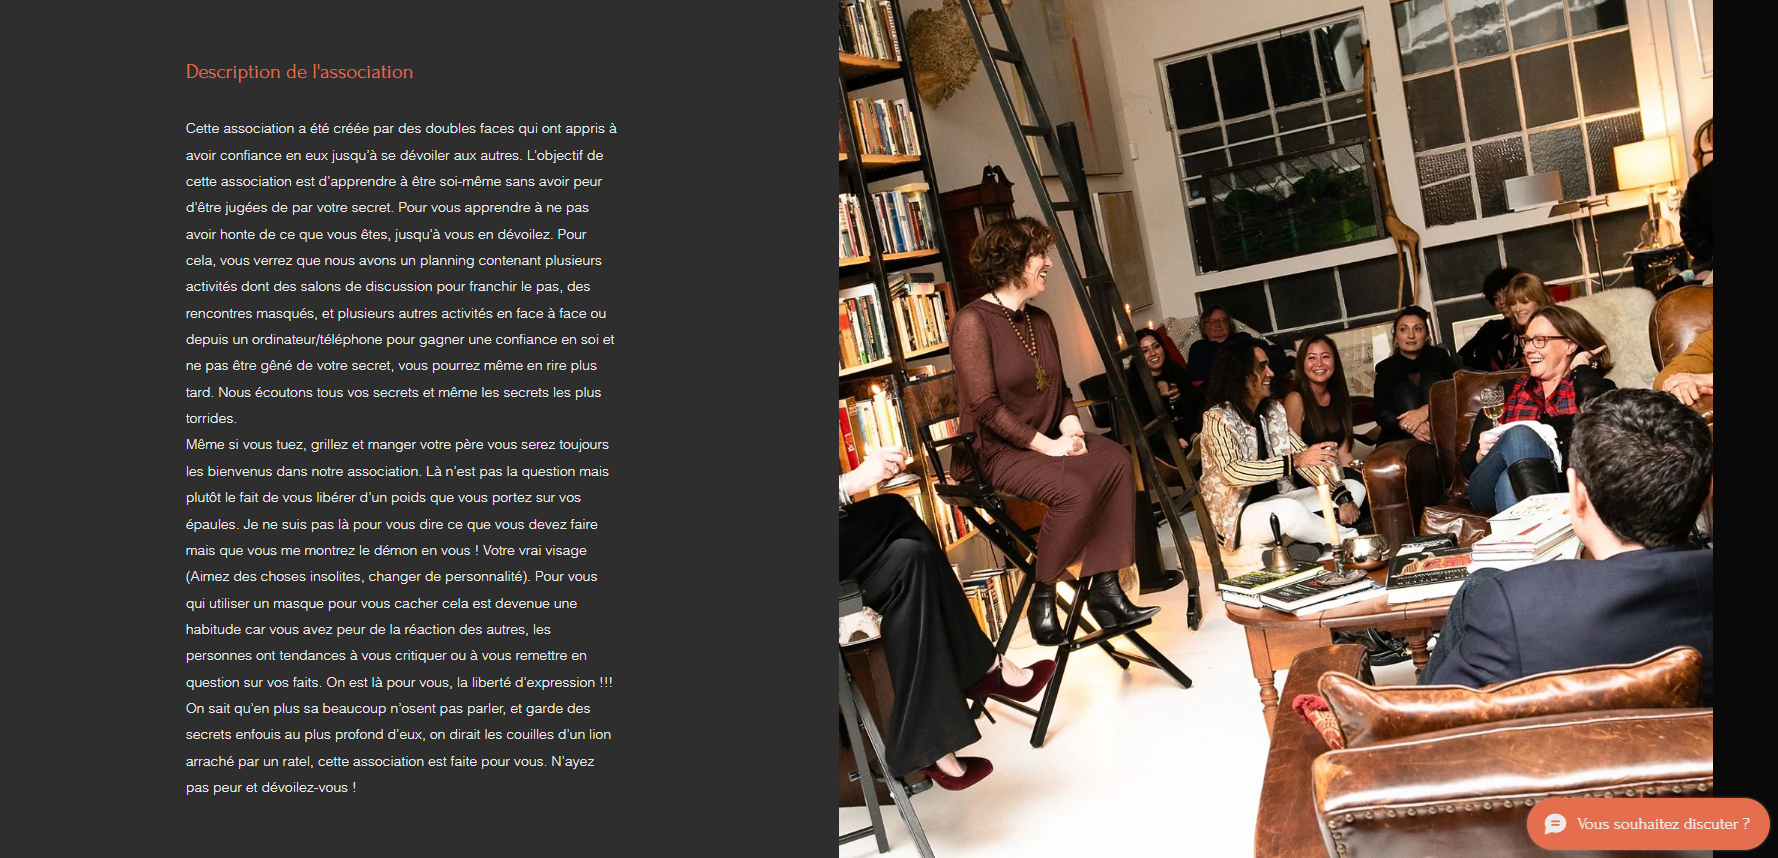 Description de l'association
Cette association a été créée par des doubles faces qui ont appris à
avoir confiance en eux jusqu'à se dévoiler aux autres. L'objectif de
cette association est d'apprendre à être soi-même sans avoir peur
d'être jugées de par votre secret. Pour vous apprendre à ne pas
avoir honte de ce que vous êtes, jusqu'à vous en dévoilez. Pour
cela, vous verrez que nous avons un planning contenant plusieurs
activités dont des salons de discussion pour franchir le pas, des
rencontres masqués, et plusieurs autres activités en face à face ou
depuis un ordinateur/téléphone pour gagner une confiance en soi et
ne pas être gêné de votre secret, vous pourrez même en rire plus
tard. Nous écoutons tous vos secrets et même les secrets les plus
torrides.
Même si vous tuez, grillez et manger votre père vous serez toujours
les bienvenus dans notre association. Là n'est pas la question mais
plutôt le fait de vous libérer d'un poids que vous portez sur vos
épaules. Je ne suis pas là pour vous dire ce que vous devez faire
mais que vous me montrez le démon en vous ! Votre vrai visage
(Aimez des choses insolites, changer de personnalité). Pour vous
qui utiliser un masque pour vous cacher cela est devenue une
habitude car vous avez peur de la réaction des autres, les
personnes ont tendances à vous critiquer ou à vous remettre en
question sur vos faits. On est là pour vous, la liberté d'expression !!!
On sait qu'en plus sa beaucoup n'osent pas parler, et garde des
secrets enfouis au plus profond d'eux, on dirait les couilles d'un lion
arraché par un ratel, cette association est faite pour vous. N'ayez
pas peur et dévoilez-vous !
Vous souhaitez discuter ?